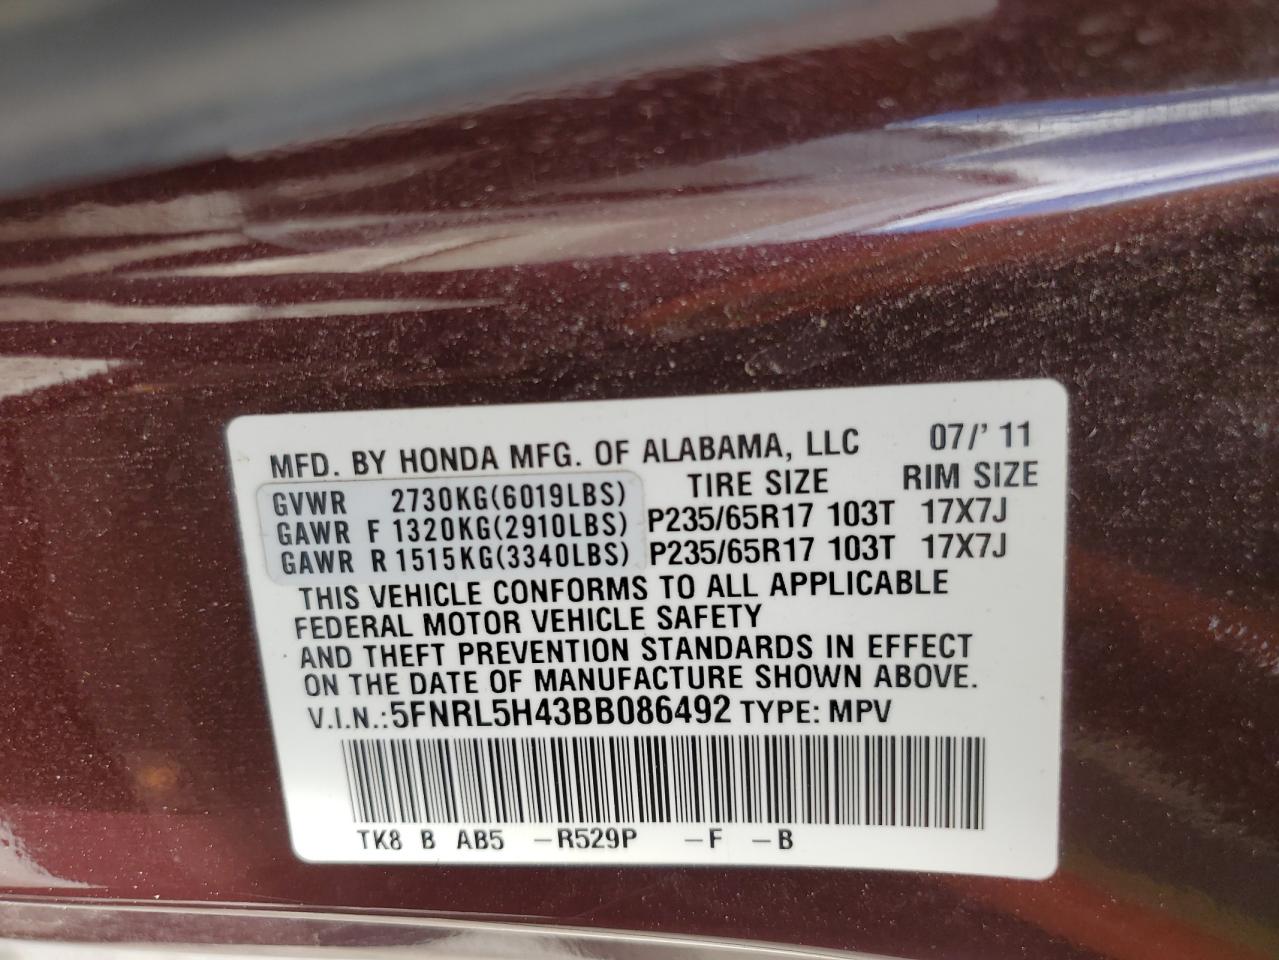 MFD. BY HONDA MFG. OF ALABAMA, LLC 07/' 11
GVWR 2730KG(6019LBS) TIRE SIZE RIM SIZE
GAWR F 1320KG(2910LBS) P235/65R17 103T 17X7J
GAWR R 1515KG(3340LBS) P235/65R17 103T 17X7J
THIS VEHICLE CONFORMS TO ALL APPLICABLE
FEDERAL MOTOR VEHICLE SAFETY
AND THEFT PREVENTION STANDARDS IN EFFECT
ON THE DATE OF MANUFACTURE SHOWN ABOVE.
V.I.N.:5FNRL5H43BB086492 TYPE: MPV
TK8 B AB5 –R529P –F –B